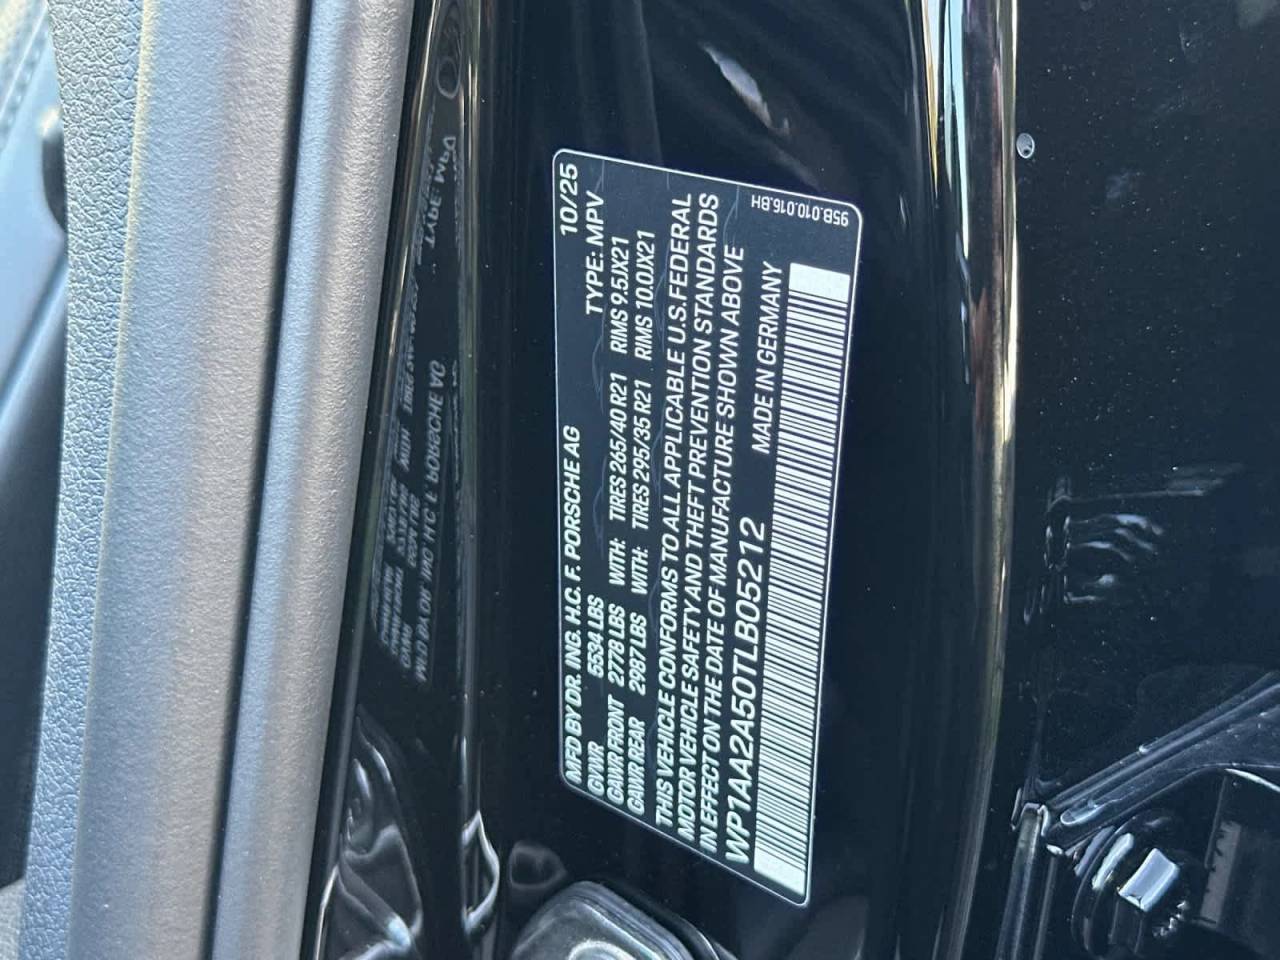 MFD BY DR. ING. H.C. F. PORSCHE AG 10/25
GVWR 5534 LBS TYPE: MPV
GAWR FRONT 2778 LBS WITH: TIRES 265/40 R21 RIMS 9.5JX21
GAWR REAR 2987 LBS WITH: TIRES 295/35 R21 RIMS 10.0JX21
THIS VEHICLE CONFORMS TO ALL APPLICABLE U.S. FEDERAL
MOTOR VEHICLE SAFETY AND THEFT PREVENTION STANDARDS
IN EFFECT ON THE DATE OF MANUFACTURE SHOWN ABOVE
WP1AA2A50TLB05212 MADE IN GERMANY
95B.010.016.BH